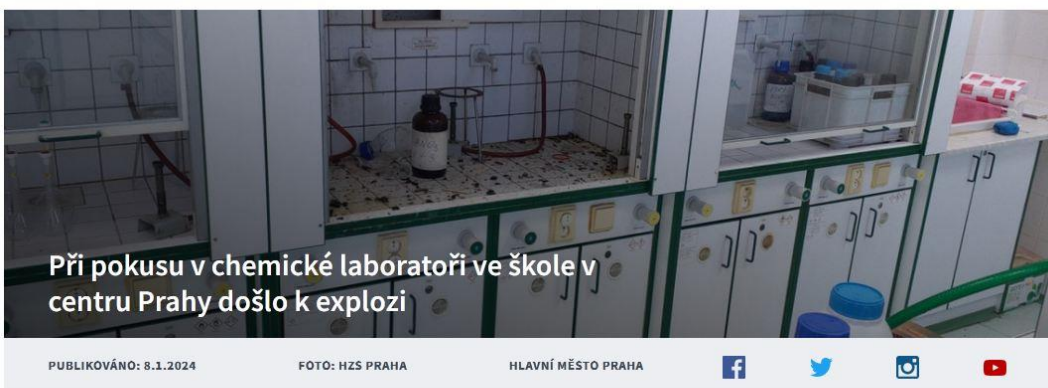 Při pokusu v chemické laboratoři ve škole v
centru Prahy došlo k explozi
PUBLIKOVÁNO: 8.1.2024
FOTO: HZS PRAHA
HLAVNÍ MĚSTO PRAHA